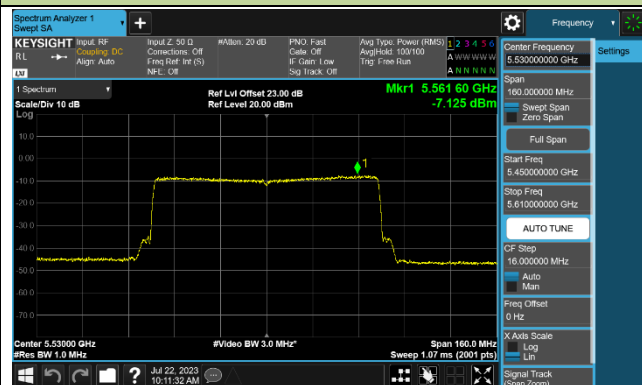 Spectrum Analyzer 1
Swept SA
+
Frequency
KEYSIGHT Input: RF Input Z: 50 Ω #Atten: 20 dB PNO: Fast Avg Type: Power (RMS) 1 2 3 4 5 6
RL Coupling: DC Corrections: Off Gate: Off Avg|Hold: 100/100 A W W W W W
Align: Auto Freq Ref: Int (S) IF Gain: Low Trig: Free Run
NFE: Off Sig Track: Off A N N N N N
LXI
1 Spectrum
Ref Lvl Offset 23.00 dB Mkr1 5.561 60 GHz
Scale/Div 10 dB Ref Level 20.00 dBm -7.125 dBm
Log
10.0
0.00
1
-10.0
-20.0
-30.0
-40.0
-50.0
-60.0
-70.0
Center 5.53000 GHz #Video BW 3.0 MHz* Span 160.0 MHz
#Res BW 1.0 MHz Sweep 1.07 ms (2001 pts)
Jul 22, 2023
10:11:32 AM
Center Frequency
5.53000000 GHz
Settings
Span
160.000000 MHz
Swept Span
Zero Span
Full Span
Start Freq
5.45000000 GHz
Stop Freq
5.61000000 GHz
AUTO TUNE
CF Step
16.000000 MHz
Auto
Man
Freq Offset
0 Hz
X Axis Scale
Log
Lin
Signal Track
(Span Zoom)